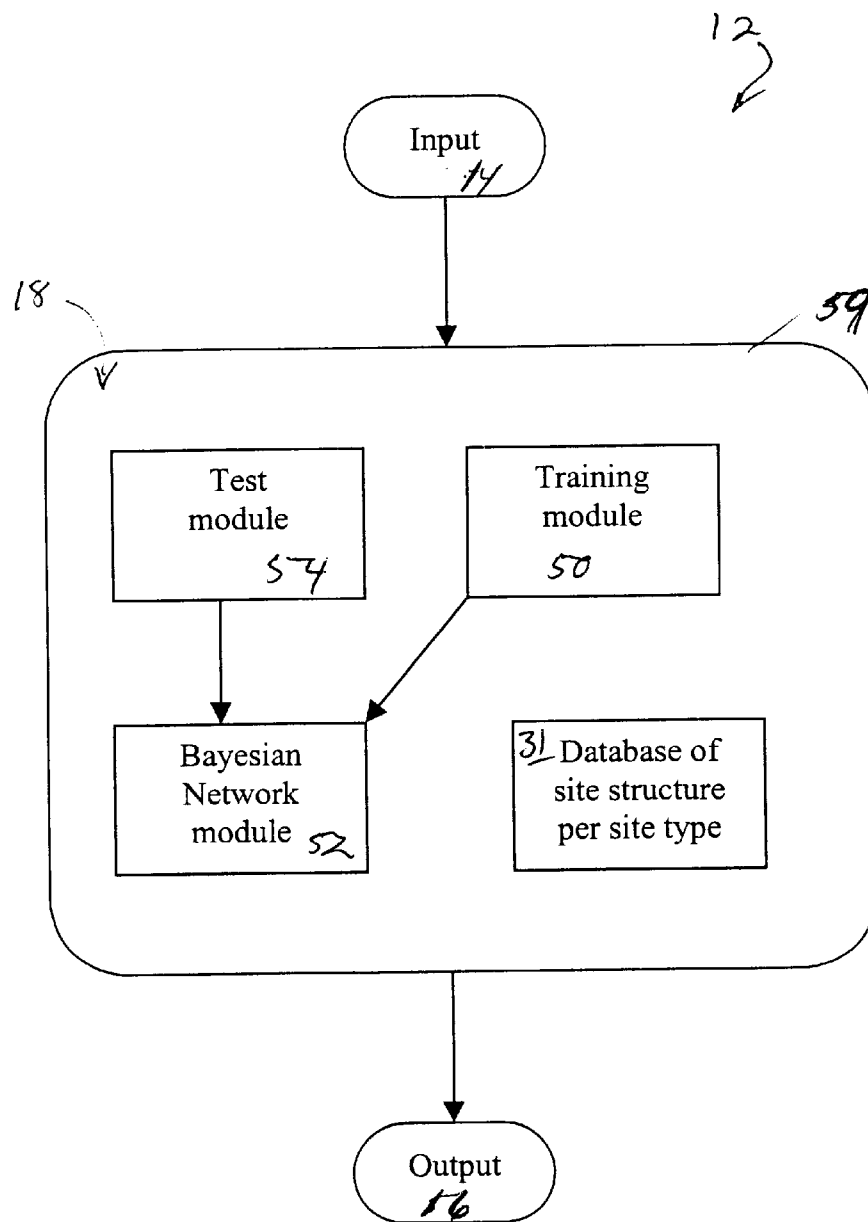 12
Input
14
18
59
Test
module
54
Training
module
50
Bayesian
Network
module 52
31 Database of
site structure
per site type
Output